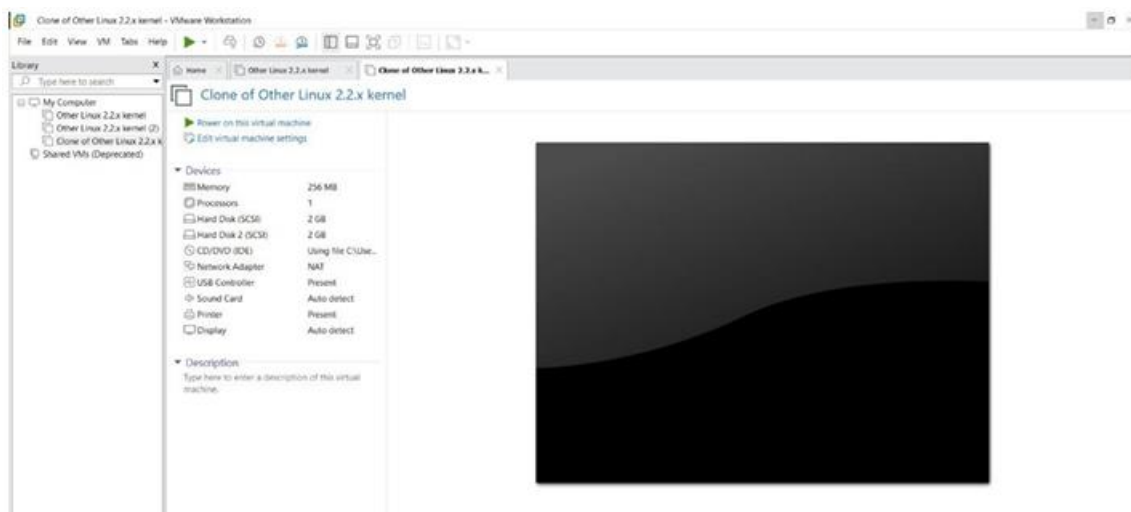 Clone of Other Linux 2.2.x kernel - VMware Workstation
File Edit View VM Tabs Help
Library X
Type here to search
My Computer
Other Linux 2.2.x kernel
Other Linux 2.2.x kernel (2)
Clone of Other Linux 2.2.x k
Shared VMs (Deprecated)
Home Other Linux 2.2.x kernel Clone of Other Linux 2.2.x k...
Clone of Other Linux 2.2.x kernel
Power on this virtual machine
Edit virtual machine settings
Devices
Memory 256 MB
Processors 1
Hard Disk (SCSI) 2 GB
Hard Disk 2 (SCSI) 2 GB
CD/DVD (IDE) Using file C:\Use...
Network Adapter NAT
USB Controller Present
Sound Card Auto detect
Printer Present
Display Auto detect
Description
Type here to enter a description of this virtual
machine.